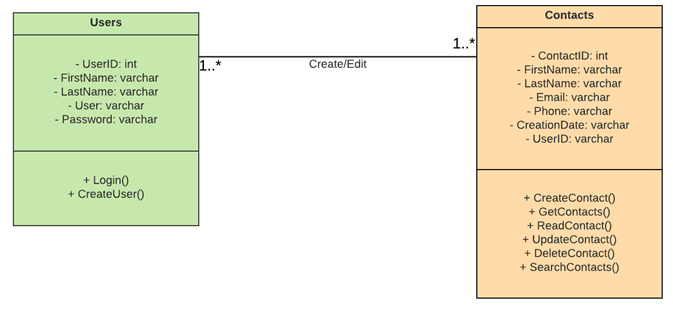 Users
- UserID: int
- FirstName: varchar
- LastName: varchar
- User: varchar
- Password: varchar
+ Login()
+ CreateUser()
1..*
Create/Edit
1..*
Contacts
- ContactID: int
- FirstName: varchar
- LastName: varchar
- Email: varchar
- Phone: varchar
- CreationDate: varchar
- UserID: varchar
+ CreateContact()
+ GetContacts()
+ ReadContact()
+ UpdateContact()
+ DeleteContact()
+ SearchContacts()